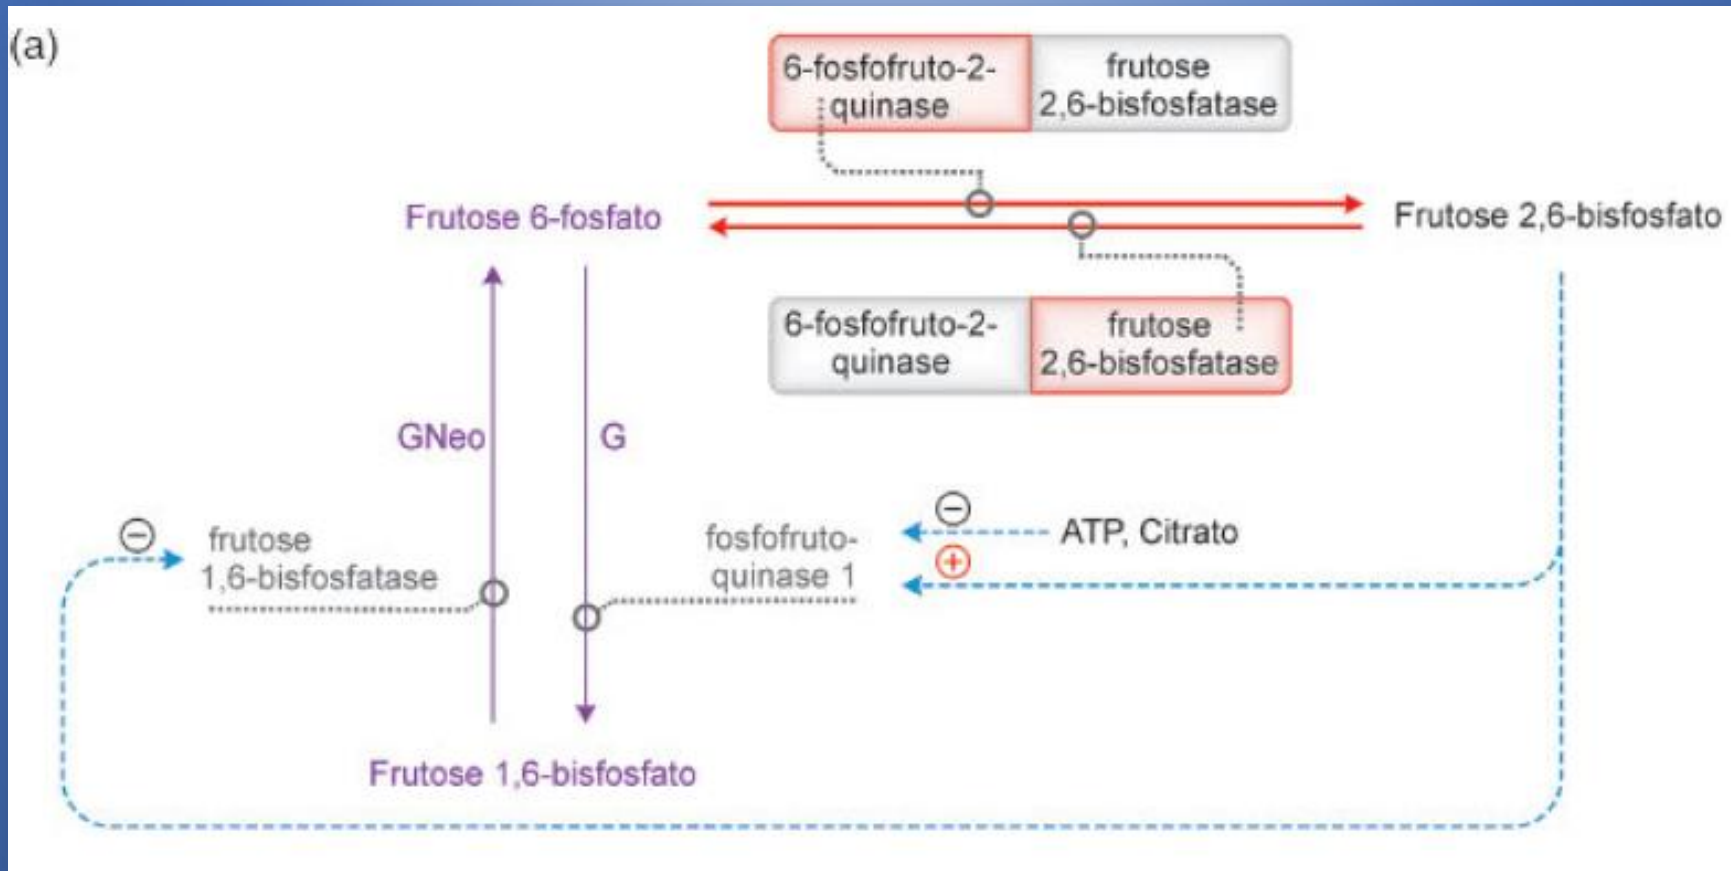 (a)
6-fosfofruto-2-
quinase
frutose
2,6-bisfosfatase
Frutose 6-fosfato
Frutose 2,6-bisfosfato
6-fosfofruto-2-
quinase
frutose
2,6-bisfosfatase
GNeo
G
−
frutose
1,6-bisfosfatase
fosfofruto-
quinase 1
−
ATP, Citrato
+
Frutose 1,6-bisfosfato